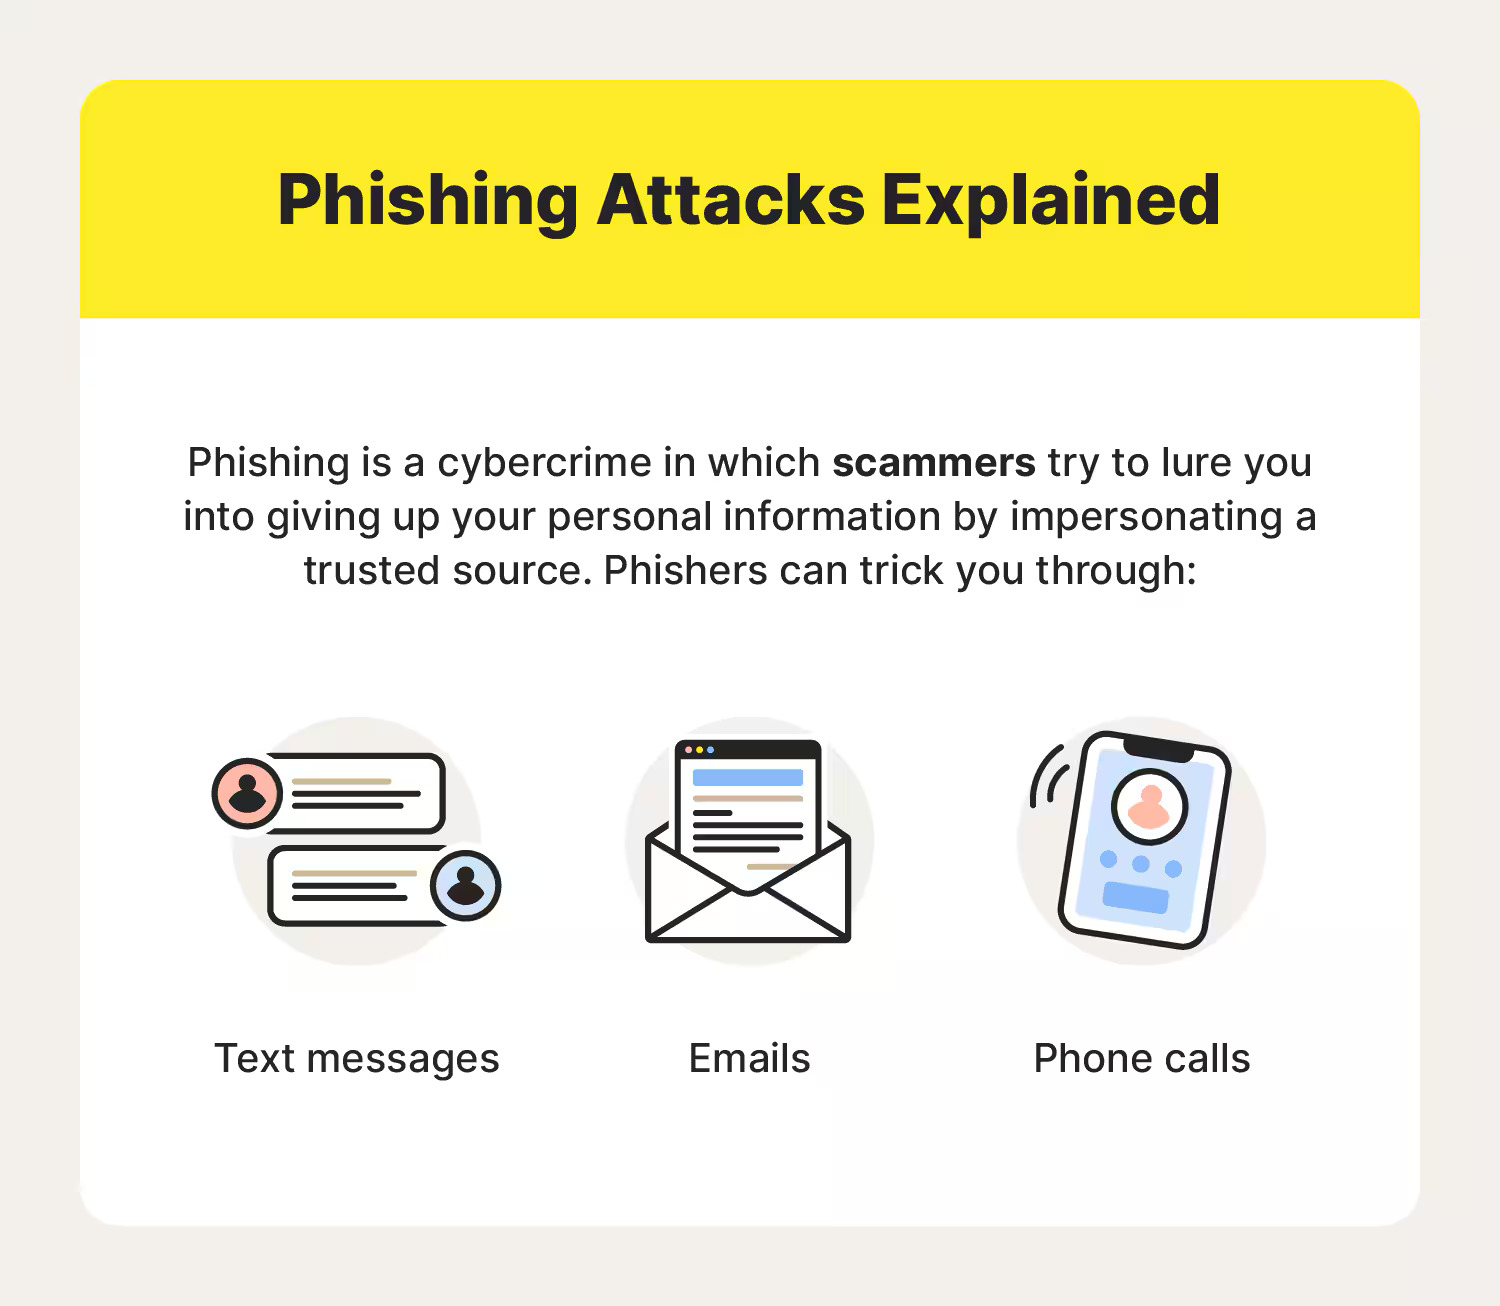 Phishing Attacks Explained
Phishing is a cybercrime in which scammers try to lure you
into giving up your personal information by impersonating a
trusted source. Phishers can trick you through:
Text messages
Emails
Phone calls